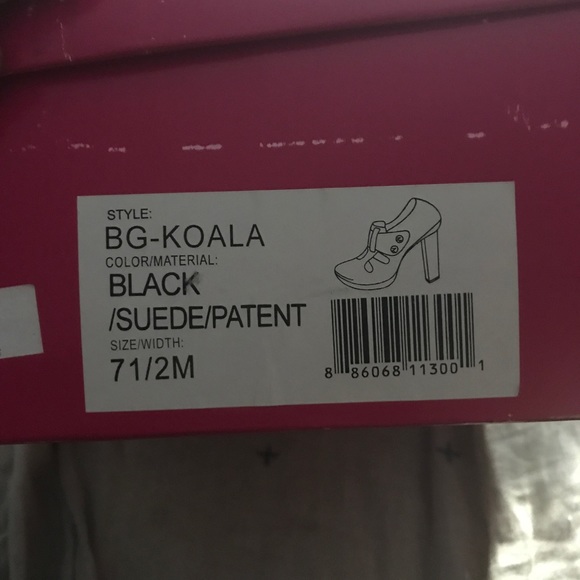 STYLE:
BG-KOALA
COLOR/MATERIAL:
BLACK
/SUEDE/PATENT
SIZE/WIDTH:
71/2M
8 86068 11300 1